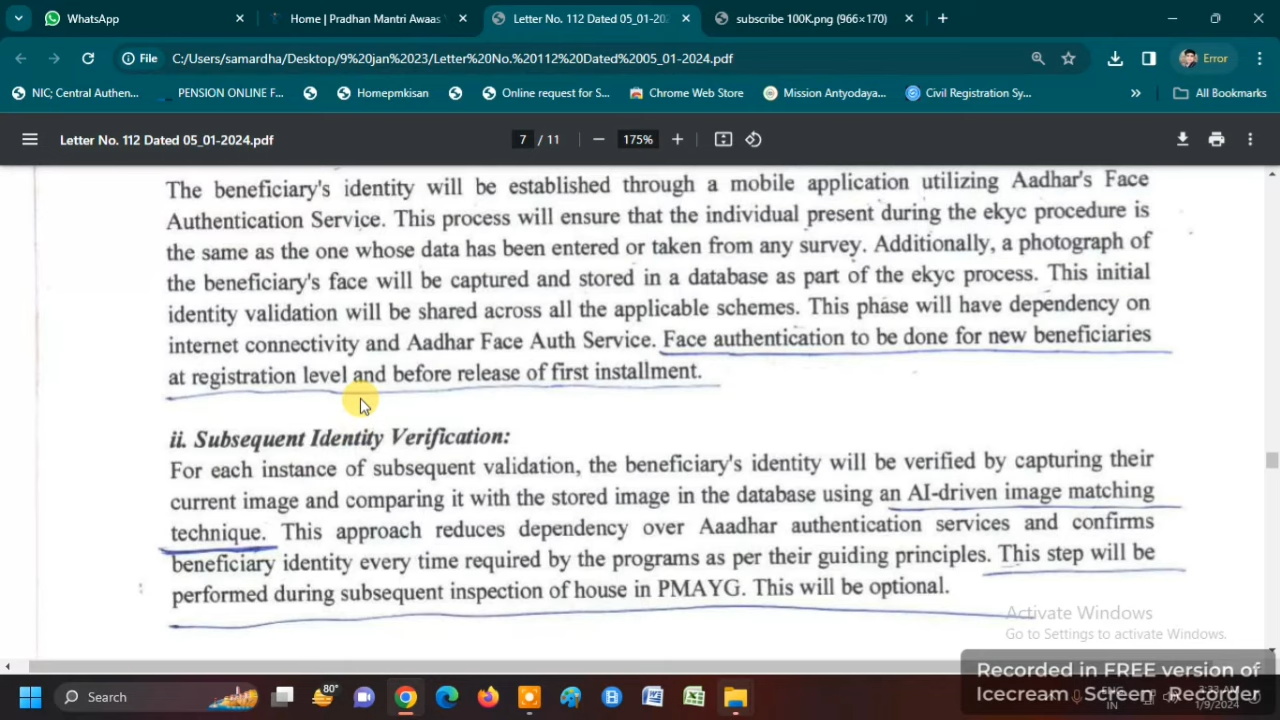 WhatsApp
Home | Pradhan Mantri Awaas
Letter No. 112 Dated 05_01-202
subscribe 100K.png (966×170)
File
C:/Users/samardha/Desktop/9%20jan%2023/Letter%20No.%20112%20Dated%2005_01-2024.pdf
Error
NIC; Central Authen...
PENSION ONLINE F...
Homepmkisan
Online request for S...
Chrome Web Store
Mission Antyodaya...
Civil Registration Sy...
»
All Bookmarks
Letter No. 112 Dated 05_01-2024.pdf
7 / 11
175%
The beneficiary's identity will be established through a mobile application utilizing Aadhar's Face
Authentication Service. This process will ensure that the individual present during the ekyc procedure is
the same as the one whose data has been entered or taken from any survey. Additionally, a photograph of
the beneficiary's face will be captured and stored in a database as part of the ekyc process. This initial
identity validation will be shared across all the applicable schemes. This phase will have dependency on
internet connectivity and Aadhar Face Auth Service. Face authentication to be done for new beneficiaries
at registration level and before release of first installment.
ii. Subsequent Identity Verification:
For each instance of subsequent validation, the beneficiary's identity will be verified by capturing their
current image and comparing it with the stored image in the database using an AI-driven image matching
technique. This approach reduces dependency over Aaadhar authentication services and confirms
beneficiary identity every time required by the programs as per their guiding principles. This step will be
performed during subsequent inspection of house in PMAYG. This will be optional.
Activate Windows
Go to Settings to activate Windows.
Recorded in FREE version of
Icecream Screen Recorder
Search
80°
ENG
IN
1/9/2024